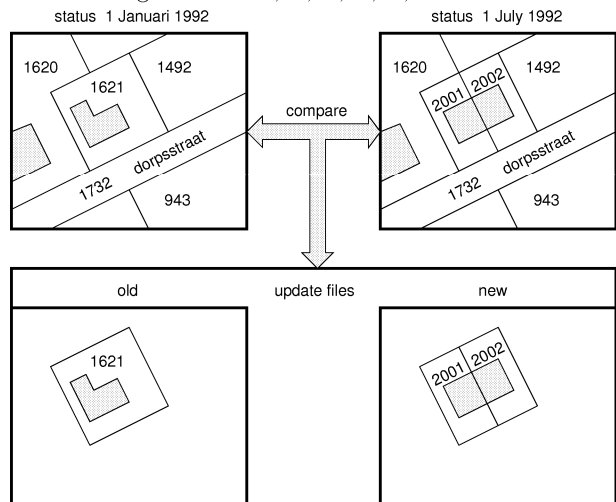 status 1 Januari 1992
status 1 July 1992
1620
1492
1621
dorpsstraat
1732
943
compare
1620
1492
2001 2002
dorpsstraat
1732
943
old
update files
new
1621
2001 2002